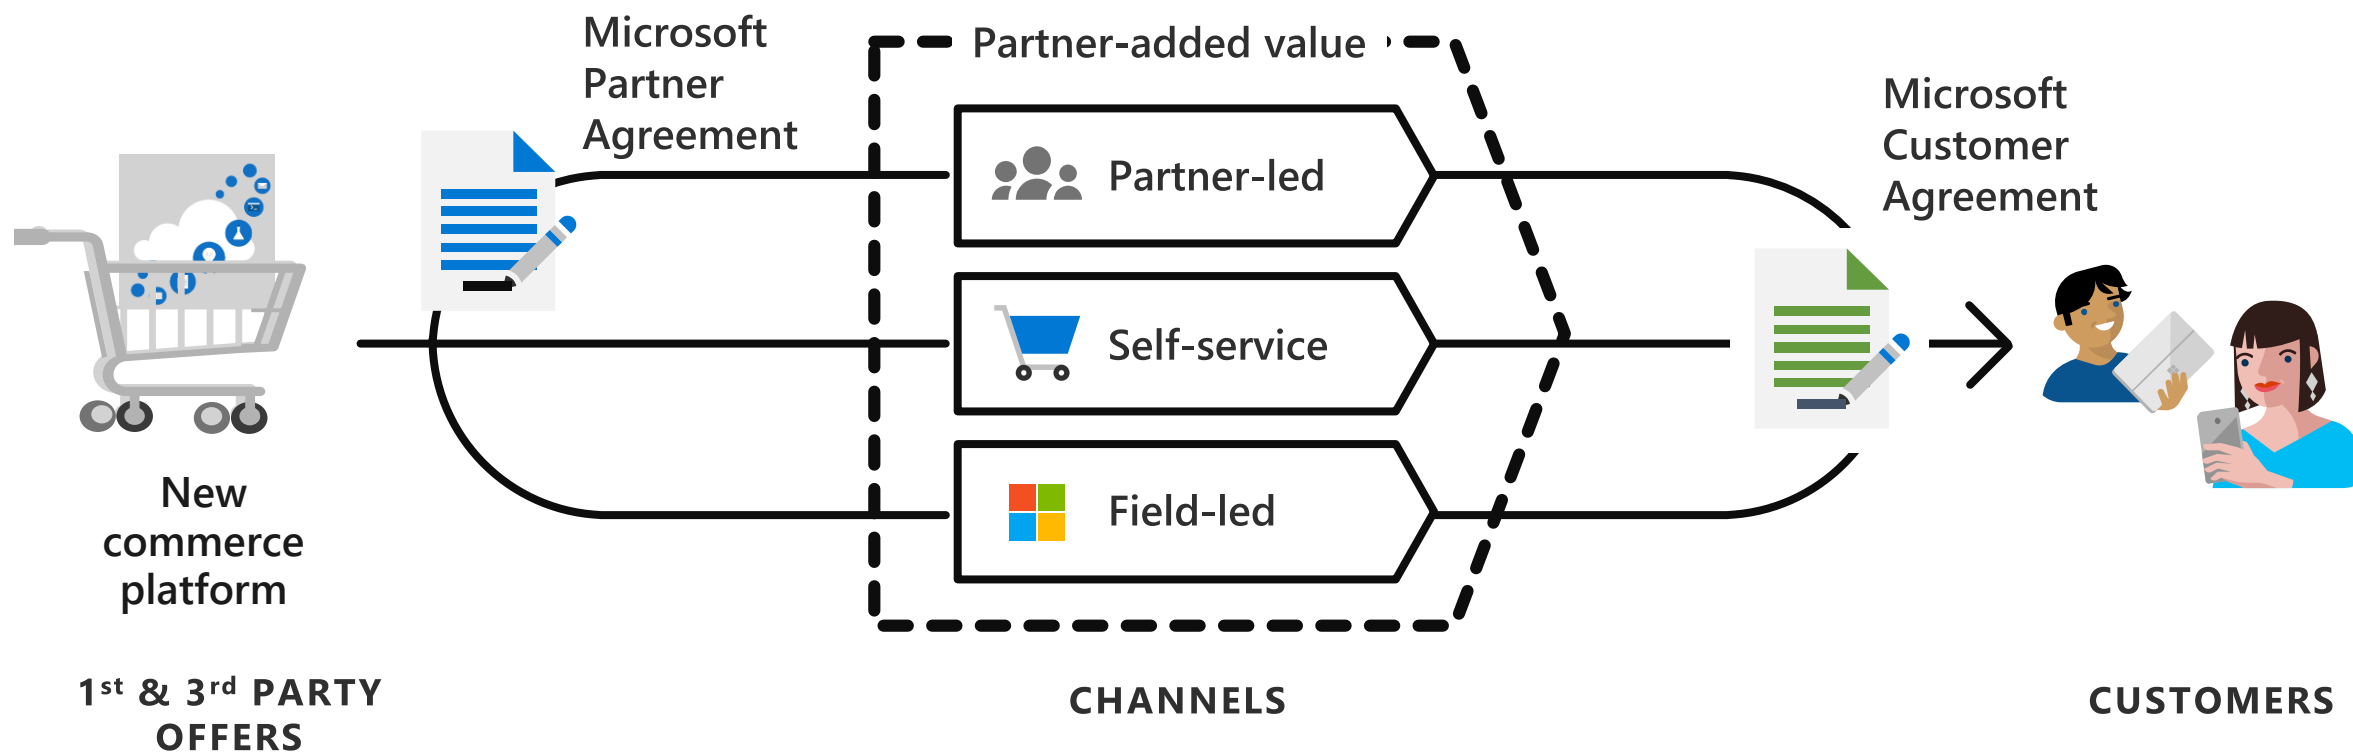 Microsoft
Partner
Agreement
Partner-added value
Partner-led
Self-service
Field-led
Microsoft
Customer
Agreement
New
commerce
platform
1st & 3rd PARTY
OFFERS
CHANNELS
CUSTOMERS